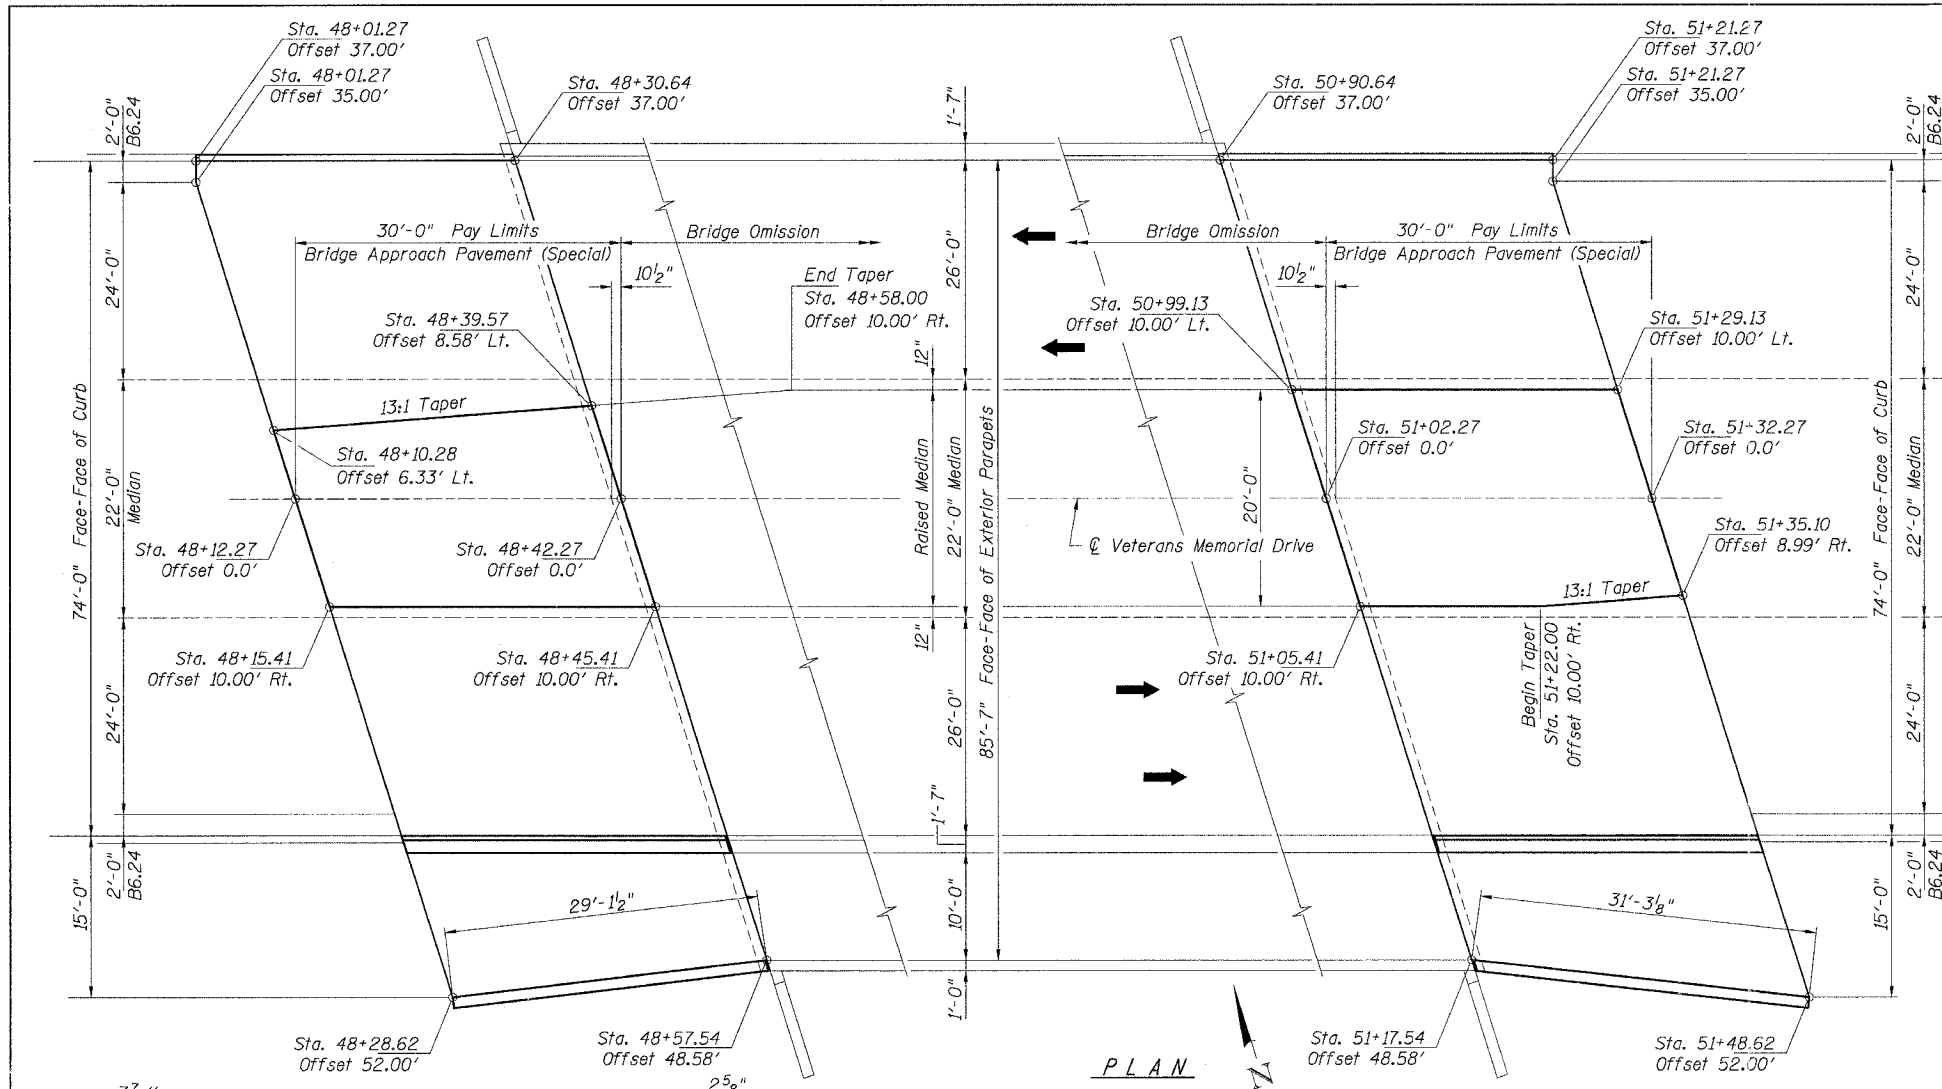 Sta. 48+01.27
Offset 37.00'
Sta. 48+01.27
Offset 35.00'
Sta. 48+30.64
Offset 37.00'
Sta. 50+90.64
Offset 37.00'
Sta. 51+21.27
Offset 37.00'
Sta. 51+21.27
Offset 35.00'
2'-0"
B6.24
1'-7"
2'-0"
B6.24
30'-0" Pay Limits
Bridge Approach Pavement (Special)
Bridge Omission
10½"
End Taper
Sta. 48+58.00
Offset 10.00' Rt.
24'-0"
26'-0"
Bridge Omission
30'-0" Pay Limits
Bridge Approach Pavement (Special)
10½"
24'-0"
Sta. 48+39.57
Offset 8.58' Lt.
12"
Sta. 50+99.13
Offset 10.00' Lt.
Sta. 51+29.13
Offset 10.00' Lt.
13:1 Taper
Sta. 48+10.28
Offset 6.33' Lt.
74'-0" Face-Face of Curb
22'-0"
Median
Raised Median
22'-0" Median
85'-7" Face-Face of Exterior Parapets
20'-0"
Sta. 51+02.27
Offset 0.0'
Sta. 51+32.27
Offset 0.0'
22'-0" Median
74'-0" Face-Face of Curb
Sta. 48+12.27
Offset 0.0'
Sta. 48+42.27
Offset 0.0'
℄ Veterans Memorial Drive
Sta. 51+35.10
Offset 8.99' Rt.
13:1 Taper
12"
Sta. 48+15.41
Offset 10.00' Rt.
Sta. 48+45.41
Offset 10.00' Rt.
Sta. 51+05.41
Offset 10.00' Rt.
Begin Taper
Sta. 51+22.00
Offset 10.00' Rt.
24'-0"
26'-0"
24'-0"
1'-7"
2'-0"
B6.24
15'-0"
29'-1½"
10'-0"
31'-3⅛"
2'-0"
B6.24
15'-0"
1'-0"
Sta. 48+28.62
Offset 52.00'
Sta. 48+57.54
Offset 48.58'
PLAN
N
Sta. 51+17.54
Offset 48.58'
Sta. 51+48.62
Offset 52.00'